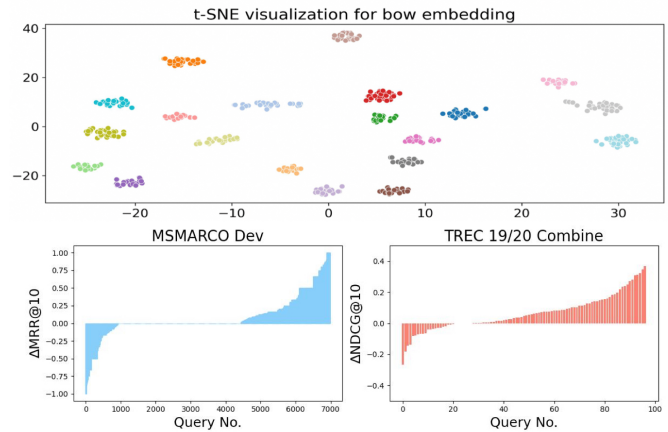 t-SNE visualization for bow embedding
40
20
0
−20
−20 −10 0 10 20 30
MSMARCO Dev
1.00
0.75
0.50
0.25
0.00
−0.25
−0.50
−0.75
−1.00
ΔMRR@10
0 1000 2000 3000 4000 5000 6000 7000
Query No.
TREC 19/20 Combine
0.4
0.2
0.0
−0.2
−0.4
ΔNDCG@10
0 20 40 60 80 100
Query No.